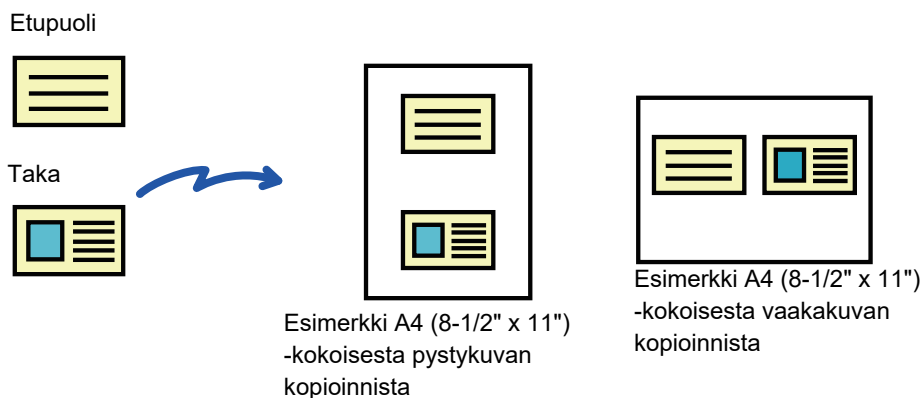 Etupuoli
Taka
Esimerkki A4 (8-1/2" x 11")
-kokoisesta pystykuvan
kopioinnista
Esimerkki A4 (8-1/2" x 11")
-kokoisesta vaakakuvan
kopioinnista